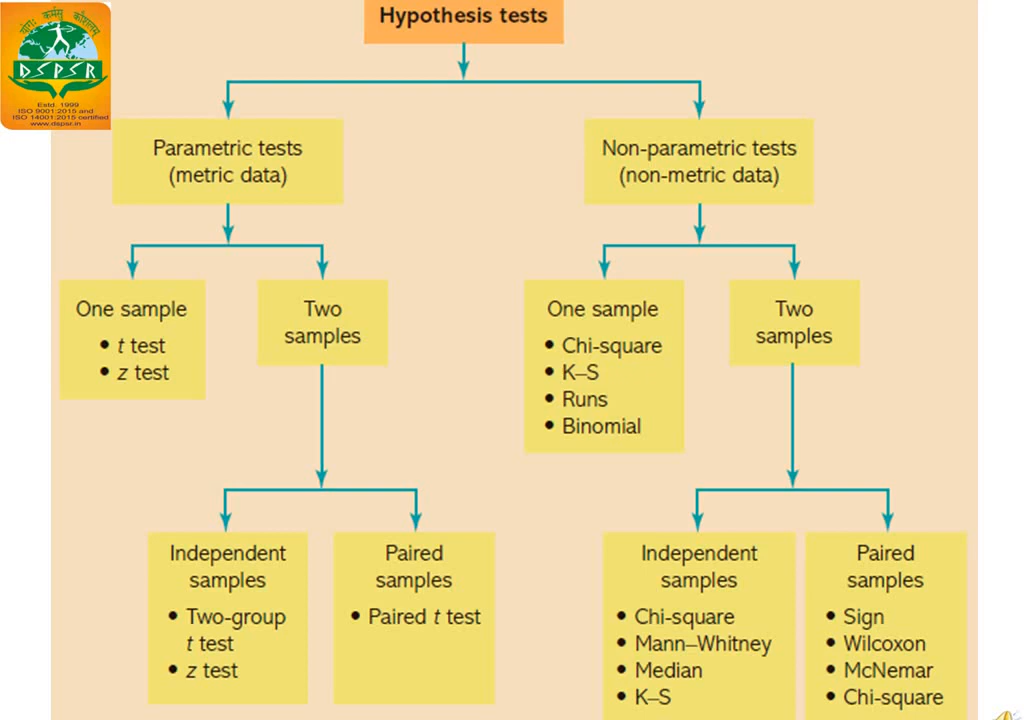 Hypothesis tests
योगः कर्मसु कौशलम्
DSPSR
Estd. 1999
ISO 9001:2015 and
ISO 14001:2015 certified
www.dspsr.in
Parametric tests
(metric data)
Non-parametric tests
(non-metric data)
One sample
• t test
• z test
Two
samples
One sample
• Chi-square
• K–S
• Runs
• Binomial
Two
samples
Independent
samples
• Two-group
t test
• z test
Paired
samples
• Paired t test
Independent
samples
• Chi-square
• Mann–Whitney
• Median
• K–S
Paired
samples
• Sign
• Wilcoxon
• McNemar
• Chi-square